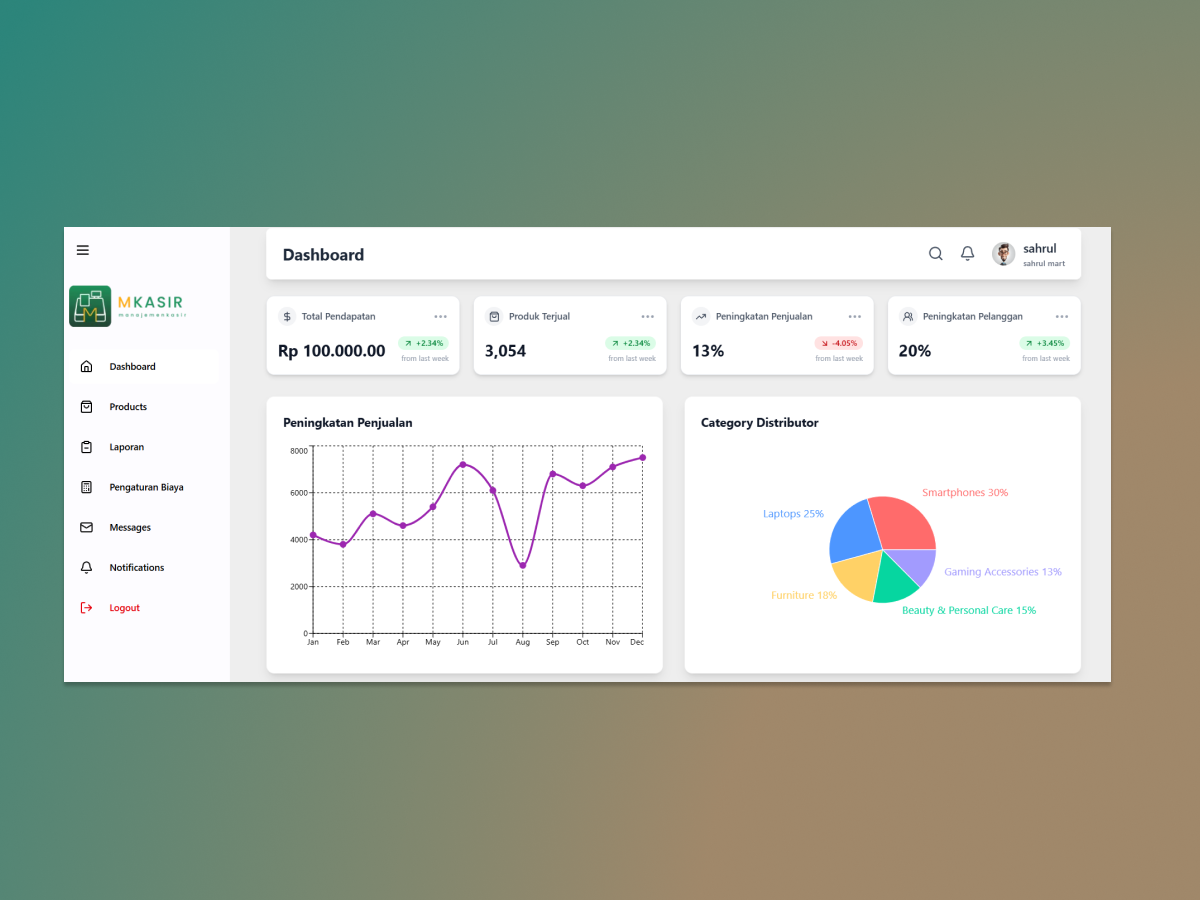 Dashboard
sahrul
sahrul mart
MKASIR
manajemenkasir
Dashboard
Products
Laporan
Pengaturan Biaya
Messages
Notifications
Logout
Total Pendapatan
Rp 100.000.00
+2.34%
from last week
Produk Terjual
3,054
+2.34%
from last week
Peningkatan Penjualan
13%
-4.05%
from last week
Peningkatan Pelanggan
20%
+3.45%
from last week
Peningkatan Penjualan
8000
6000
4000
2000
0
Jan Feb Mar Apr May Jun Jul Aug Sep Oct Nov Dec
Category Distributor
Smartphones 30%
Laptops 25%
Gaming Accessories 13%
Furniture 18%
Beauty & Personal Care 15%